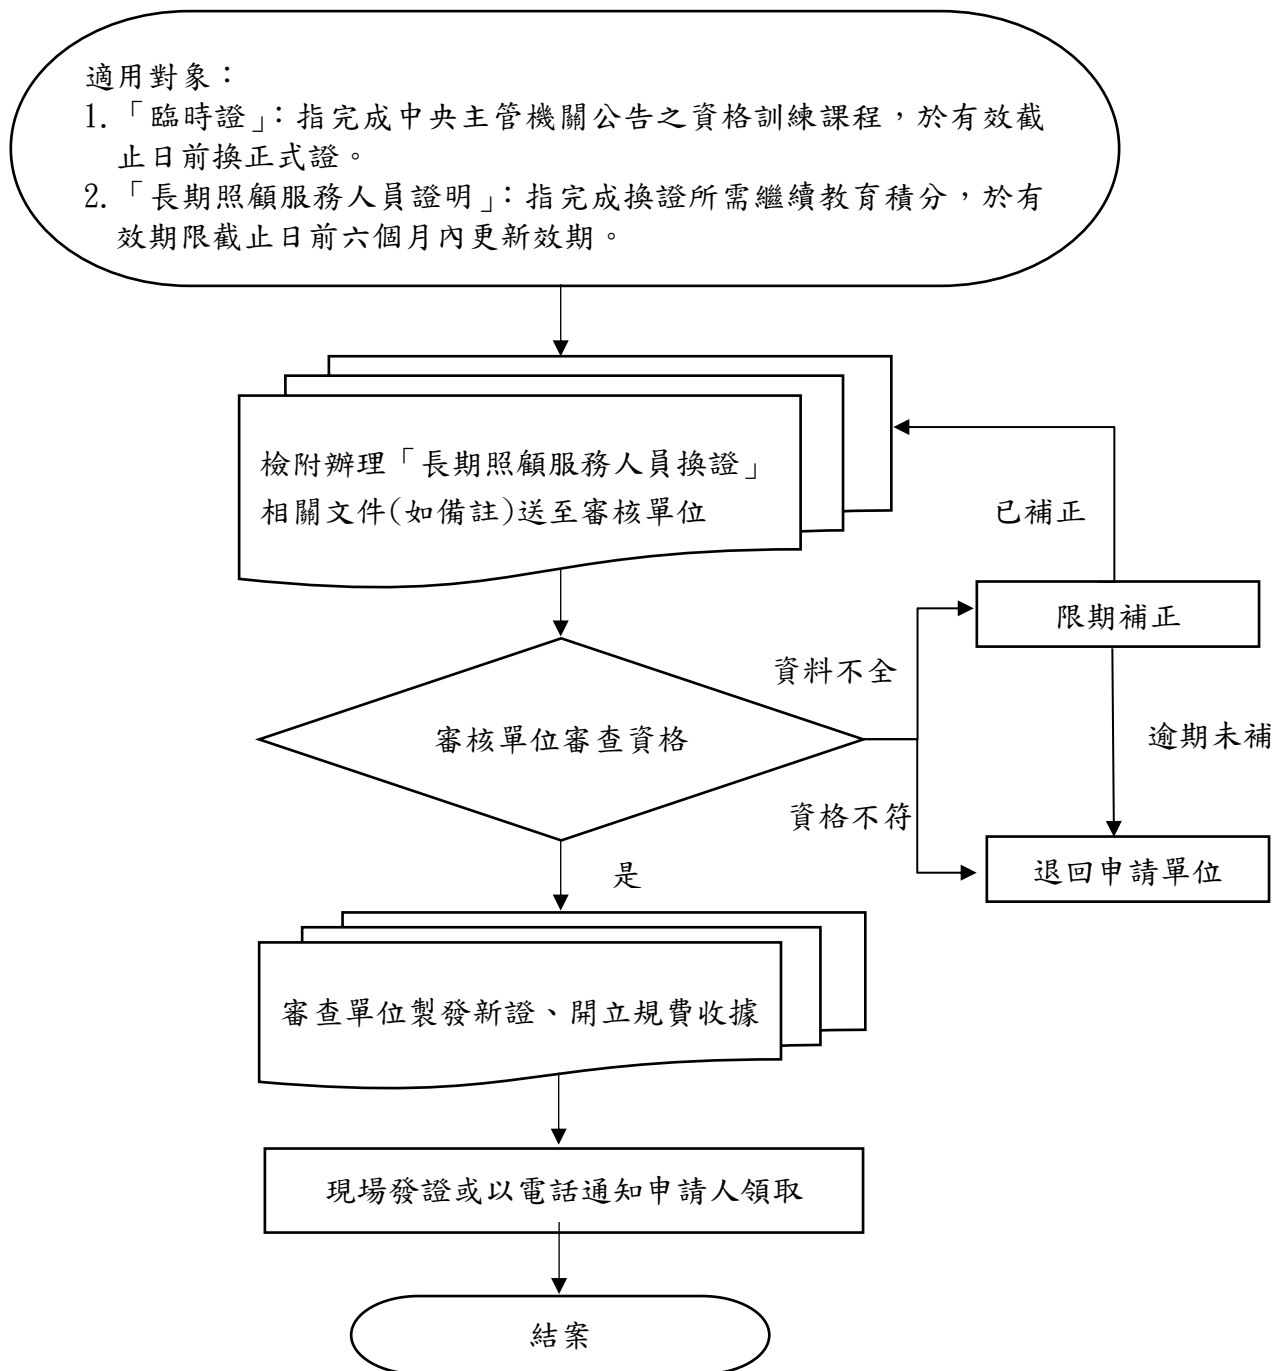 適用對象：
1.「臨時證」：指完成中央主管機關公告之資格訓練課程，於有效截
止日前換正式證。
2.「長期照顧服務人員證明」：指完成換證所需繼續教育積分，於有
效期限截止日前六個月內更新效期。
檢附辦理「長期照顧服務人員換證」
相關文件(如備註)送至審核單位
已補正
限期補正
資料不全
審核單位審查資格
逾期未補
資格不符
退回申請單位
是
審查單位製發新證、開立規費收據
現場發證或以電話通知申請人領取
結案